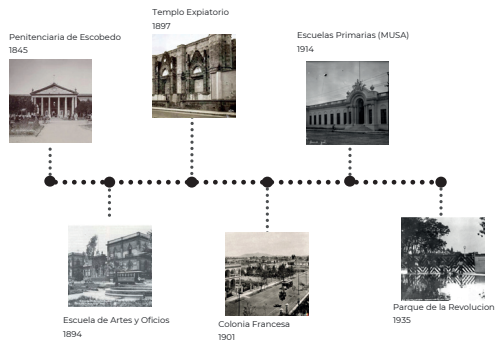 Templo Expiatorio
1897
Penitenciaria de Escobedo
1845
Escuelas Primarias (MUSA)
1914
Escuela de Artes y Oficios
1894
Colonia Francesa
1901
Parque de la Revolucion
1935